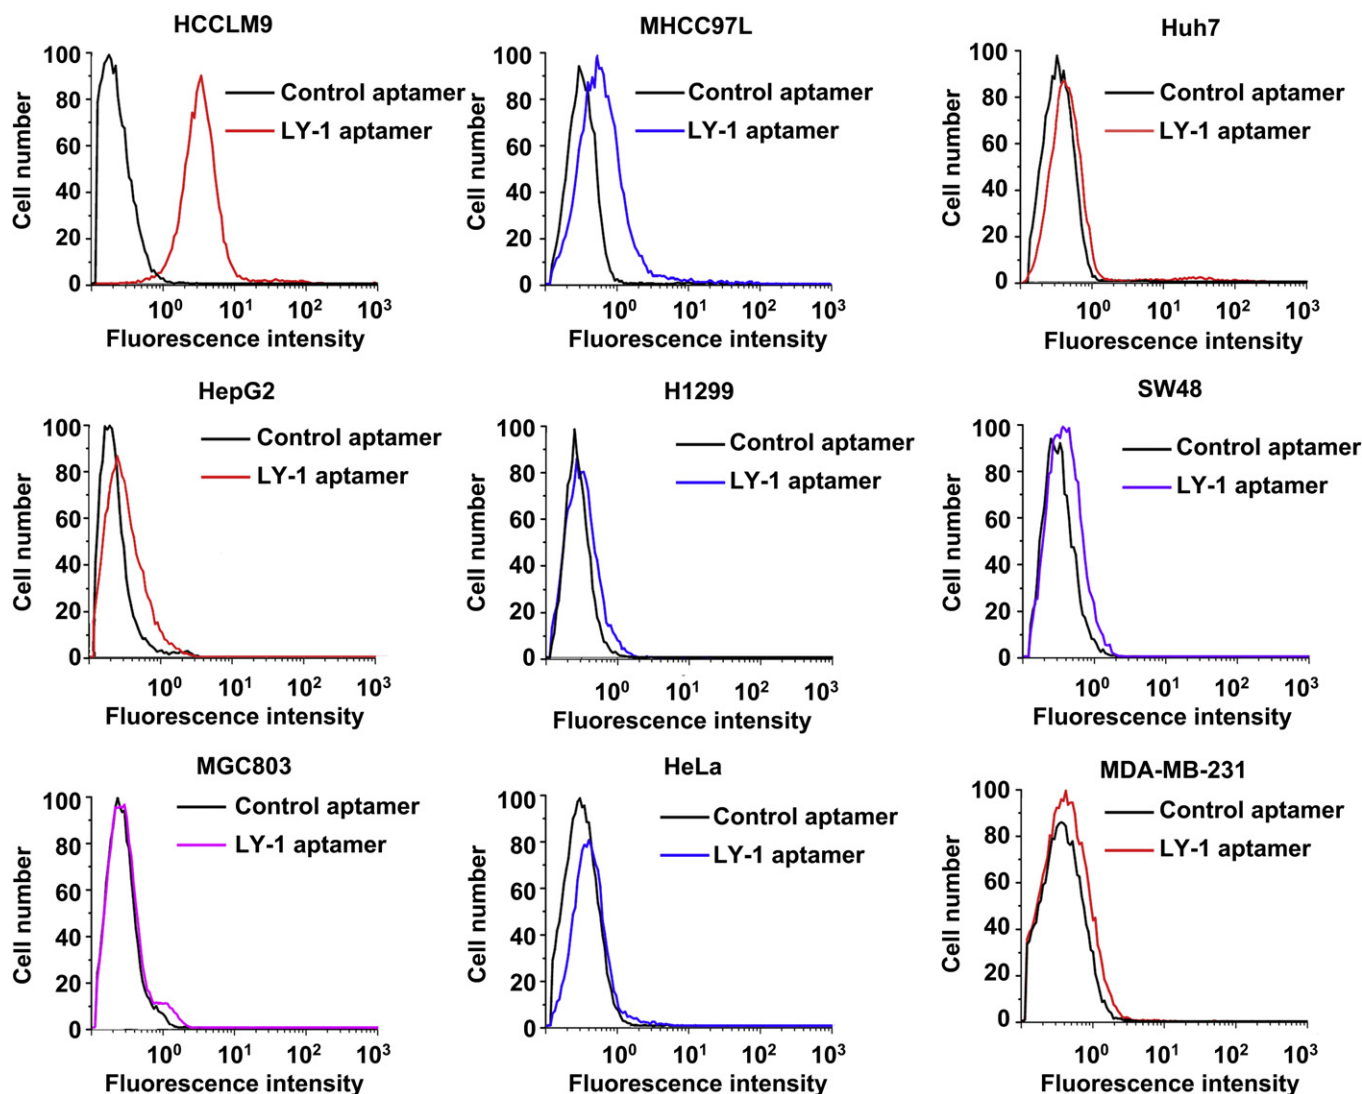 HCCLM9
Cell number
100
80
60
40
20
0
Control aptamer
LY-1 aptamer
10⁰ 10¹ 10² 10³
Fluorescence intensity
MHCC97L
Cell number
100
80
60
40
20
0
Control aptamer
LY-1 aptamer
10⁰ 10¹ 10² 10³
Fluorescence intensity
Huh7
Cell number
100
80
60
40
20
0
Control aptamer
LY-1 aptamer
10⁰ 10¹ 10² 10³
Fluorescence intensity
HepG2
Cell number
100
80
60
40
20
0
Control aptamer
LY-1 aptamer
10⁰ 10¹ 10² 10³
Fluorescence intensity
H1299
Cell number
100
80
60
40
20
0
Control aptamer
LY-1 aptamer
10⁰ 10¹ 10² 10³
Fluorescence intensity
SW48
Cell number
100
80
60
40
20
0
Control aptamer
LY-1 aptamer
10⁰ 10¹ 10² 10³
Fluorescence intensity
MGC803
Cell number
100
80
60
40
20
0
Control aptamer
LY-1 aptamer
10⁰ 10¹ 10² 10³
Fluorescence intensity
HeLa
Cell number
100
80
60
40
20
0
Control aptamer
LY-1 aptamer
10⁰ 10¹ 10² 10³
Fluorescence intensity
MDA-MB-231
Cell number
100
80
60
40
20
0
Control aptamer
LY-1 aptamer
10⁰ 10¹ 10² 10³
Fluorescence intensity